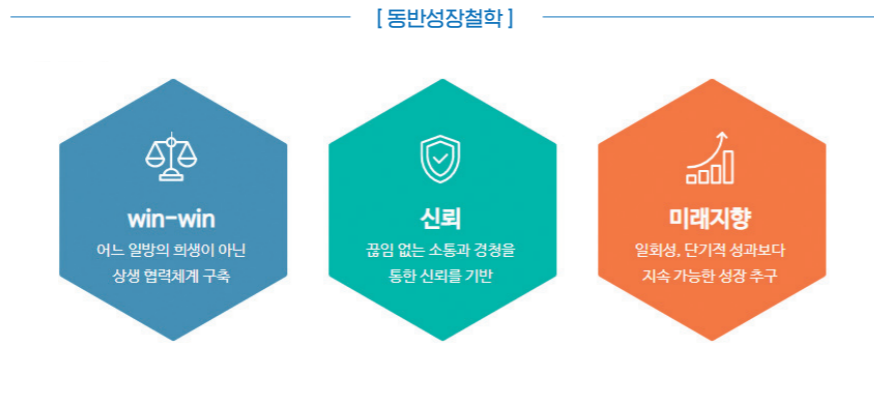 [ 동반성장철학 ]
win-win
어느 일방의 희생이 아닌
상생 협력체계 구축
신뢰
끊임 없는 소통과 경청을
통한 신뢰를 기반
미래지향
일회성, 단기적 성과보다
지속 가능한 성장 추구